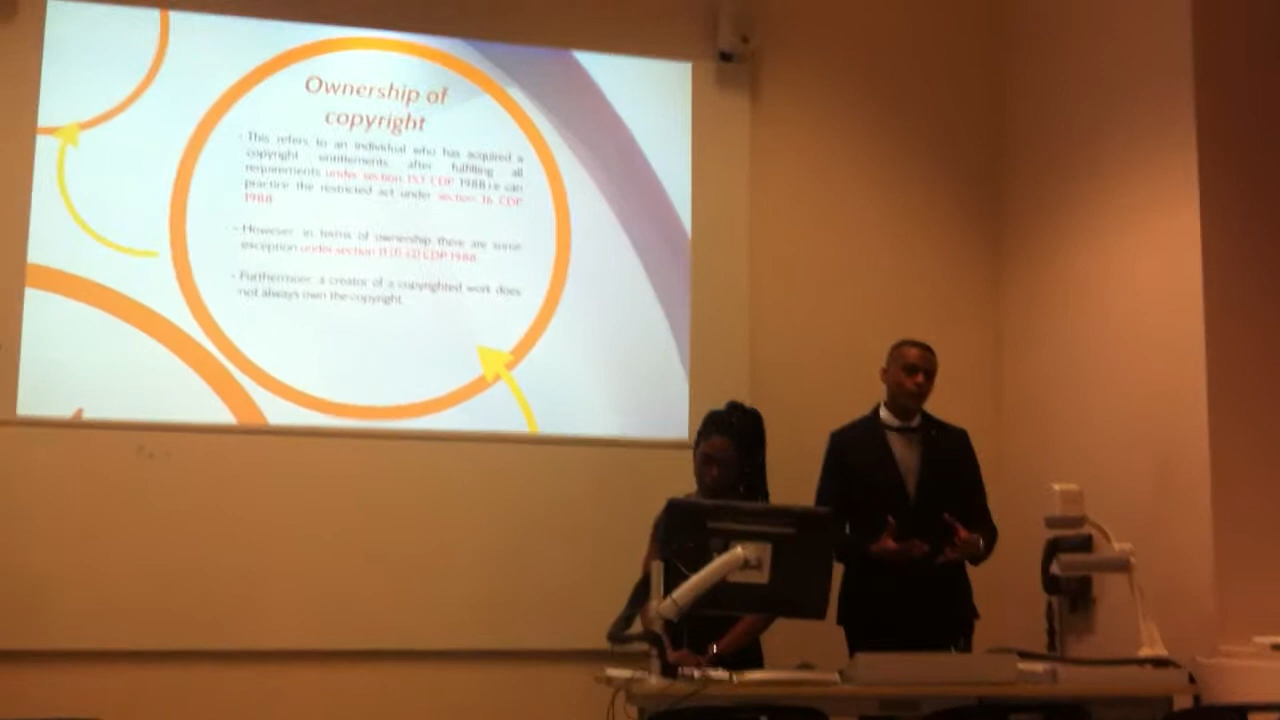 Ownership of
copyright
- This refers to an individual who has acquired a
copyright entitlements after fulfilling all
requirements under section 153 CDP 1988 i.e can
practice the restricted act under section 16 CDP
1988
- However in terms of ownership there are some
exception under section 11 (1) (2) CDP 1988
- Furthermore a creator of a copyrighted work does
not always own the copyright